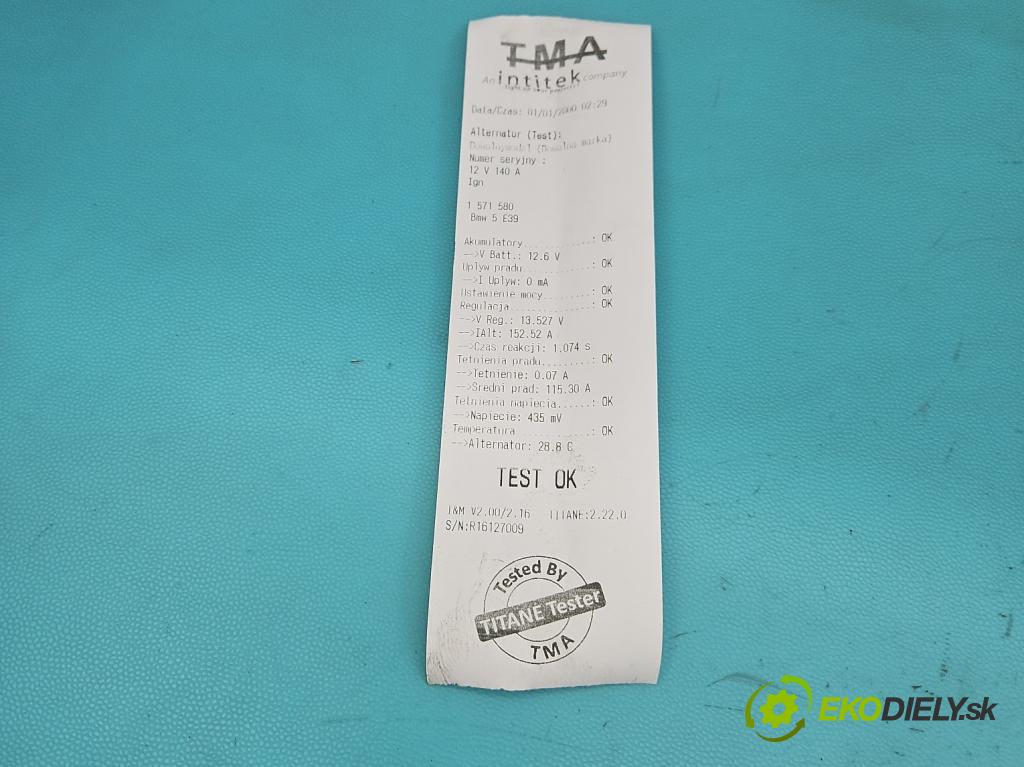 TMA
An intitek company
Data/Czas: 01/01/2000 02:29
Alternator (Test):
(Dowolna marka)
Numer seryjny :
12 V 140 A
Ign
1 571 580
Bmw 5 E39
Akumulatory..........: OK
-->V Batt.: 12.6 V
Uplyw pradu..........: OK
-->I Uplyw: 0 mA
Ustawienie mocy.......: OK
Regulacja............: OK
-->V Reg.: 13.527 V
-->IAlt: 152.52 A
-->Czas reakcji: 1.074 s
Tetnienia pradu.......: OK
-->Tetnienie: 0.07 A
-->Sredni prad: 115.30 A
Tetnienia napiecia.....: OK
-->Napiecie: 435 mV
Temperatura...........: OK
-->Alternator: 28.8 C
TEST OK
I&M V2.00/2.16 TITANE:2.22.0
S/N:R16127009
Tested By
TITANE Tester
TMA
EKODIELY.sk